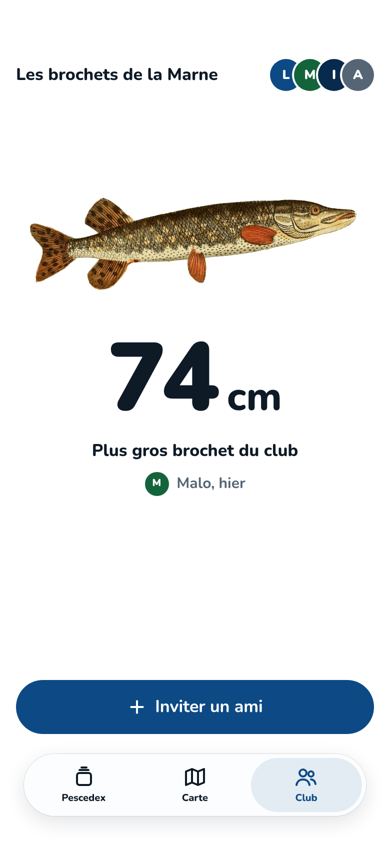 Les brochets de la Marne
L M I A
74 cm
Plus gros brochet du club
M Malo, hier
+ Inviter un ami
Pescedex Carte Club